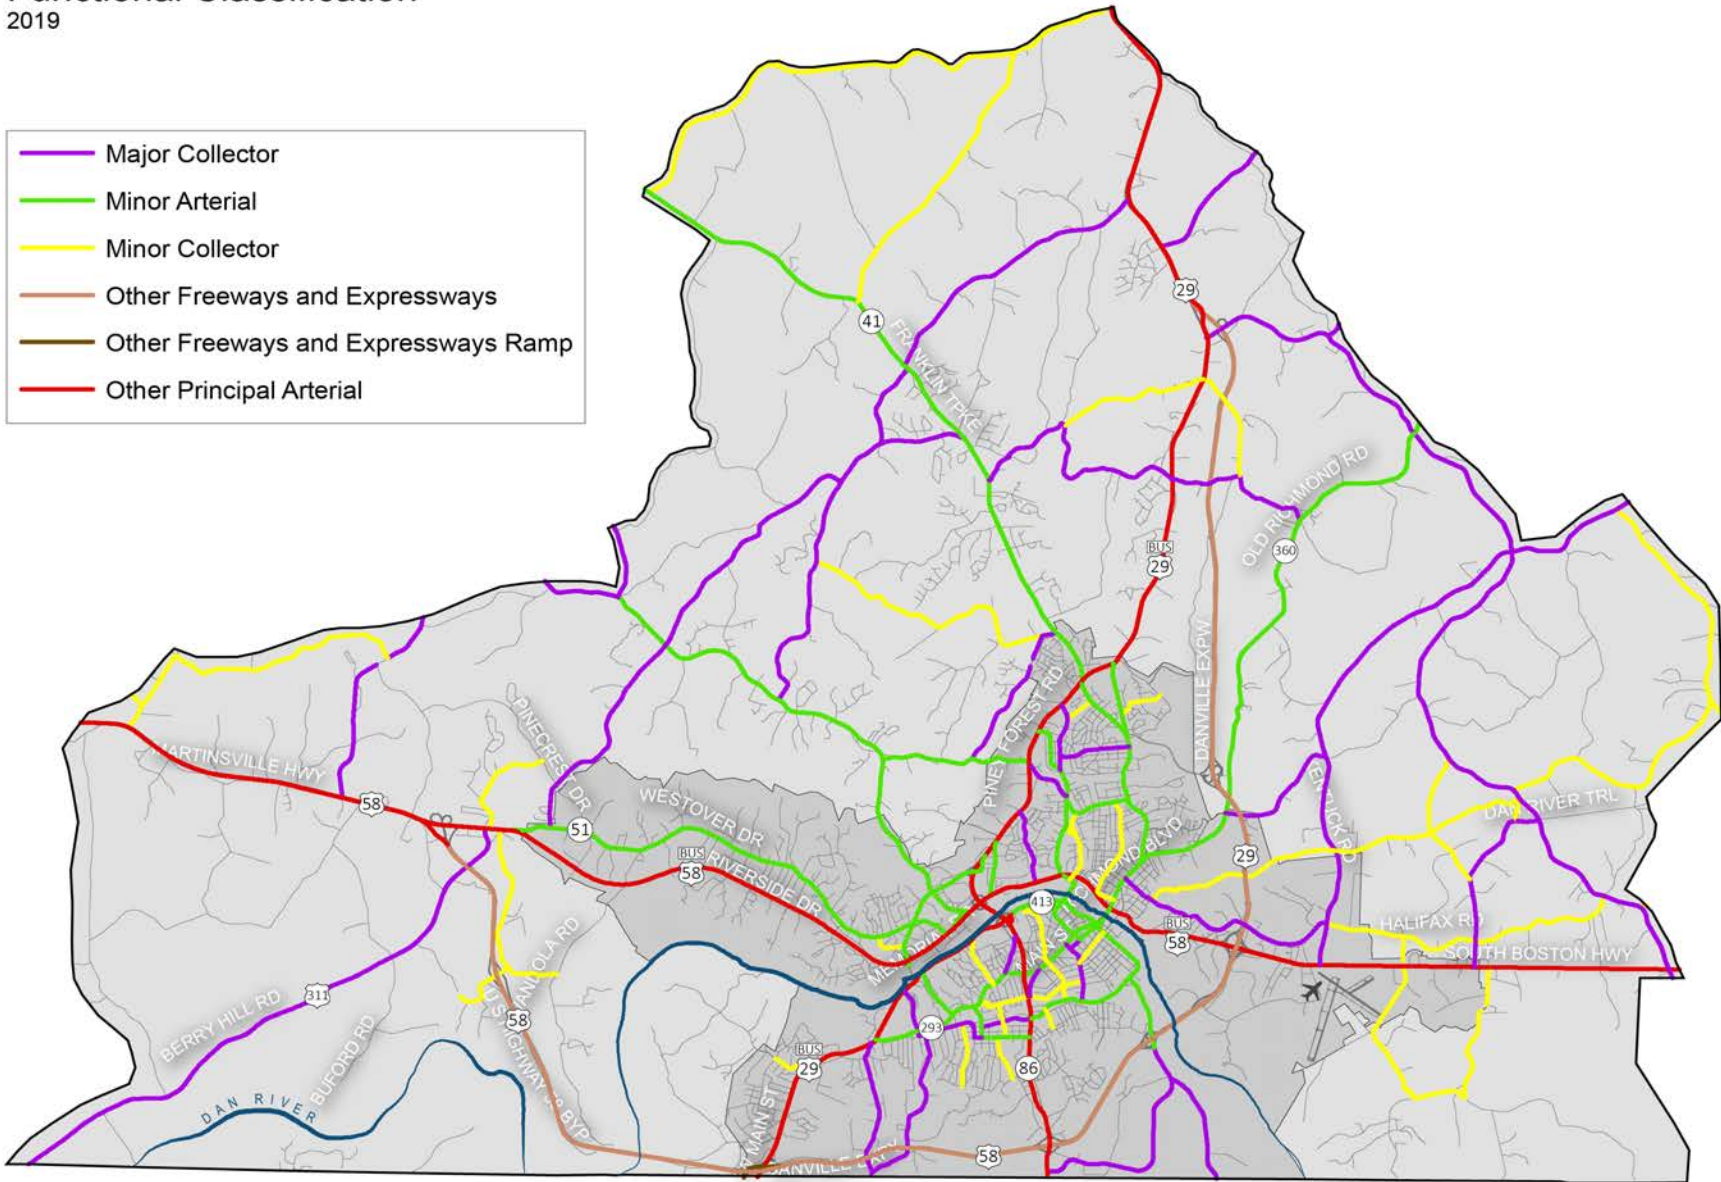 2019
Major Collector
Minor Arterial
Minor Collector
Other Freeways and Expressways
Other Freeways and Expressways Ramp
Other Principal Arterial
29
41
FRANKLIN TPKE
OLD RICHMOND RD
360
BUS
29
DANVILLE EXPW
PINEY FOREST RD
MARTINSVILLE HWY
58
PINECREST DR
51
WESTOVER DR
BUS
58
RIVERSIDE DR
29
DAN RIVER TRL
413
BUS
58
HALIFAX RD
SOUTH BOSTON HWY
BERRY HILL RD
311
BUFORD RD
58
293
BUS
29
86
MAIN ST
DAN RIVER
58